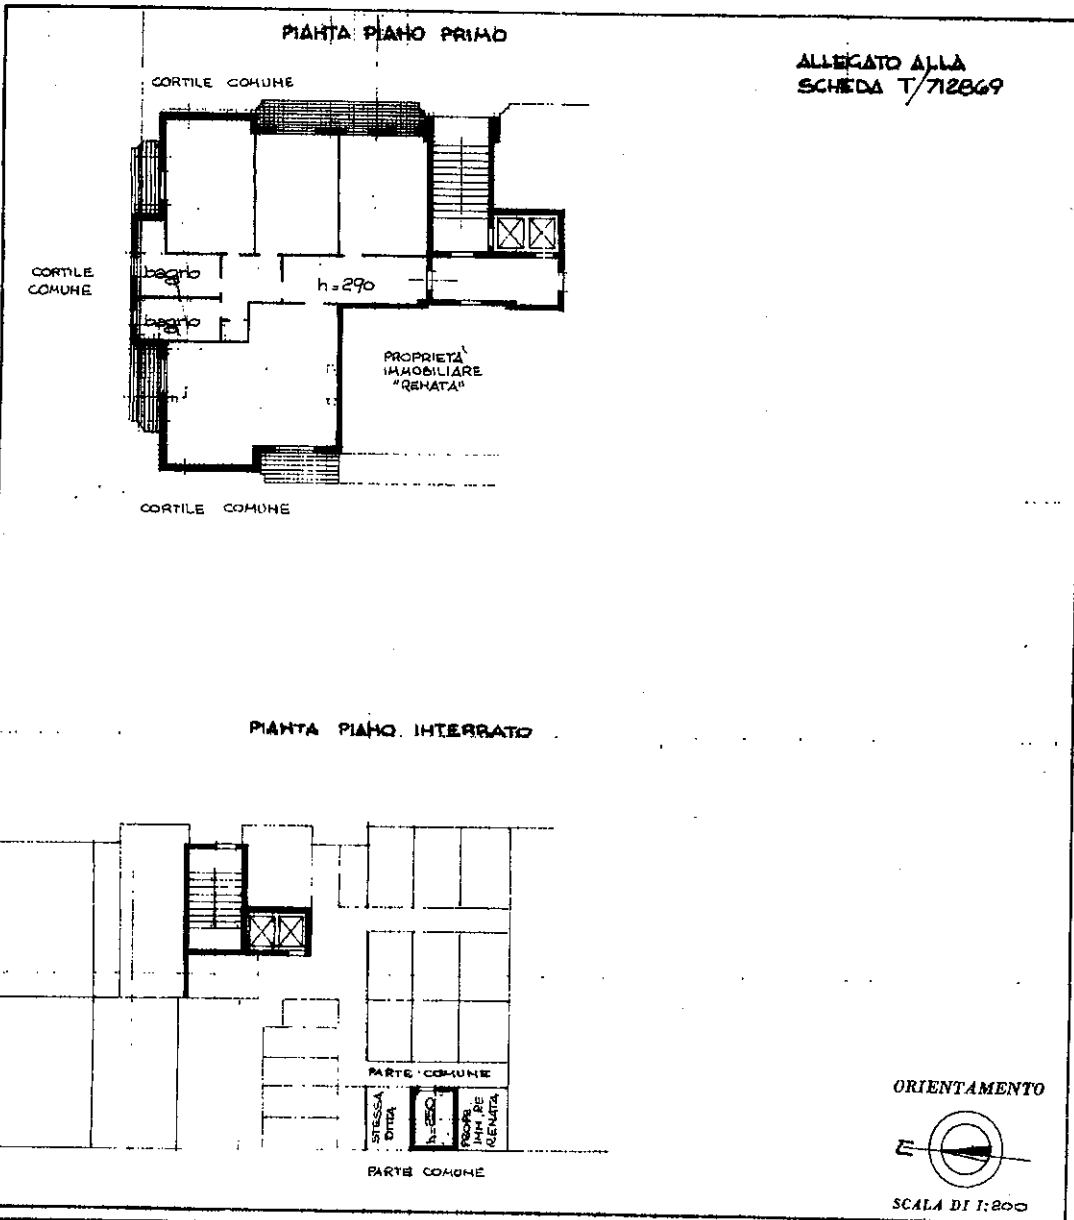 PIANTA PIANO PRIMO
ALLEGATO ALLA
SCHEDA T/712869
CORTILE COMUNE
CORTILE
COMUNE
bagno
h=290
bagno
PROPRIETÀ
IMMOBILIARE
"RENATA"
CORTILE COMUNE
PIANTA PIANO INTERRATO
PARTE COMUNE
STESSA
DITTA
h=250
PROPR.
IMM.RE
RENATA
PARTE COMUNE
ORIENTAMENTO
SCALA DI 1:200